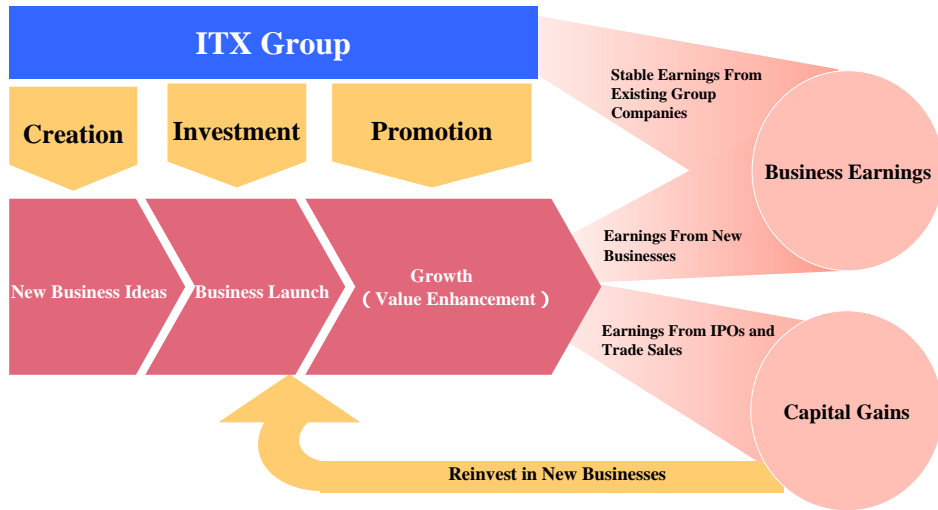 ITX Group
Creation
Investment
Promotion
Stable Earnings From
Existing Group
Companies
Business Earnings
Earnings From New
Businesses
New Business Ideas
Business Launch
Growth
( Value Enhancement )
Earnings From IPOs and
Trade Sales
Capital Gains
Reinvest in New Businesses